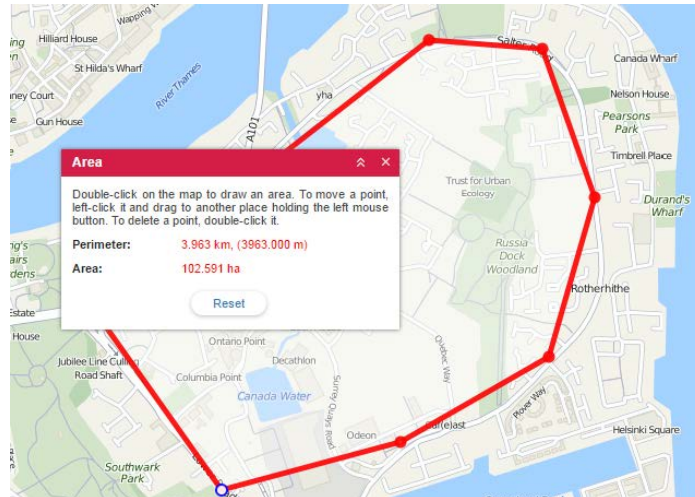 Wapping Wall
Hilliard House
St Hilda's Wharf
ney Court
Gun House
River Thames
A101
yha
Salter Road
Canada Wharf
Nelson House
Pearsons
Park
Timbrell Place
Durand's
Wharf
Trust for Urban
Ecology
Russia
Dock
Woodland
Rotherhithe
Area
Double-click on the map to draw an area. To move a point,
left-click it and drag to another place holding the left mouse
button. To delete a point, double-click it.
Perimeter: 3.963 km, (3963.000 m)
Area: 102.591 ha
Reset
Estate
House
Jubilee Line
Road Shaft
Ontario Point
Decathlon
Columbia Point
Canada Water
Surrey Quays Road
Québec Way
Odeon
Plover Way
Helsinki Square
Southwark
Park